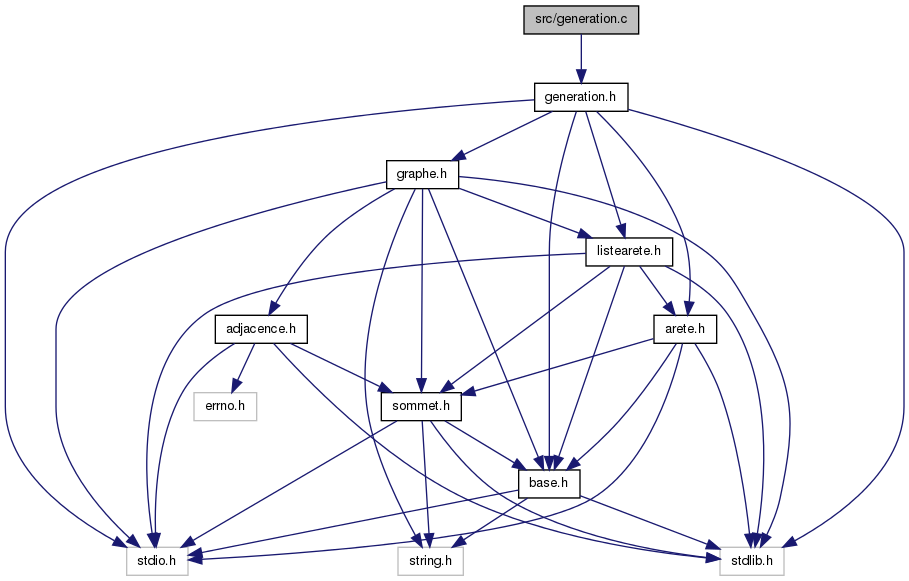 src/generation.c
generation.h
graphe.h
listearete.h
adjacence.h
arete.h
errno.h
sommet.h
base.h
stdio.h
string.h
stdlib.h